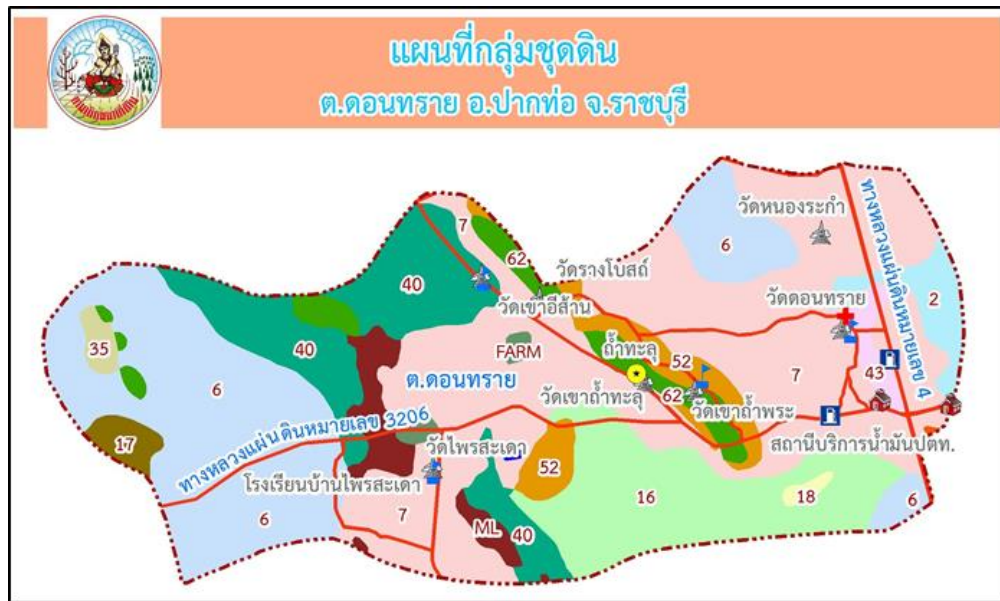 แผนที่กลุ่มชุดดิน
ต.ดอนทราย อ.ปากท่อ จ.ราชบุรี
วัดหนองระกำ
ทางหลวงแผ่นดินหมายเลข 4
7
6
62
วัดรางโบสถ์
40
2
วัดเขาอีส้าน
วัดดอนทราย
35
40
FARM
ถ้ำทะลุ
52
6
ต.ดอนทราย
7
43
วัดเขาถ้ำทะลุ
62
วัดเขาถ้ำพระ
17
ทางหลวงแผ่นดินหมายเลข 3206
วัดไพรสะเดา
สถานีบริการน้ำมันปตท.
52
โรงเรียนบ้านไพรสะเดา
16
18
6
6
7
ML
40